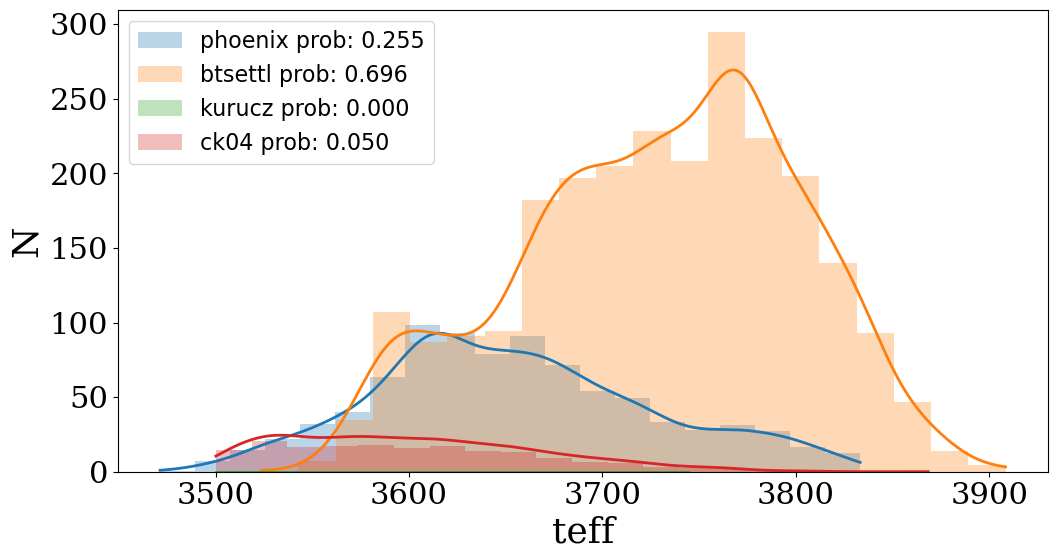 300
250
200
150
100
50
0
N
phoenix prob: 0.255
btsettl prob: 0.696
kurucz prob: 0.000
ck04 prob: 0.050
3500
3600
3700
3800
3900
teff